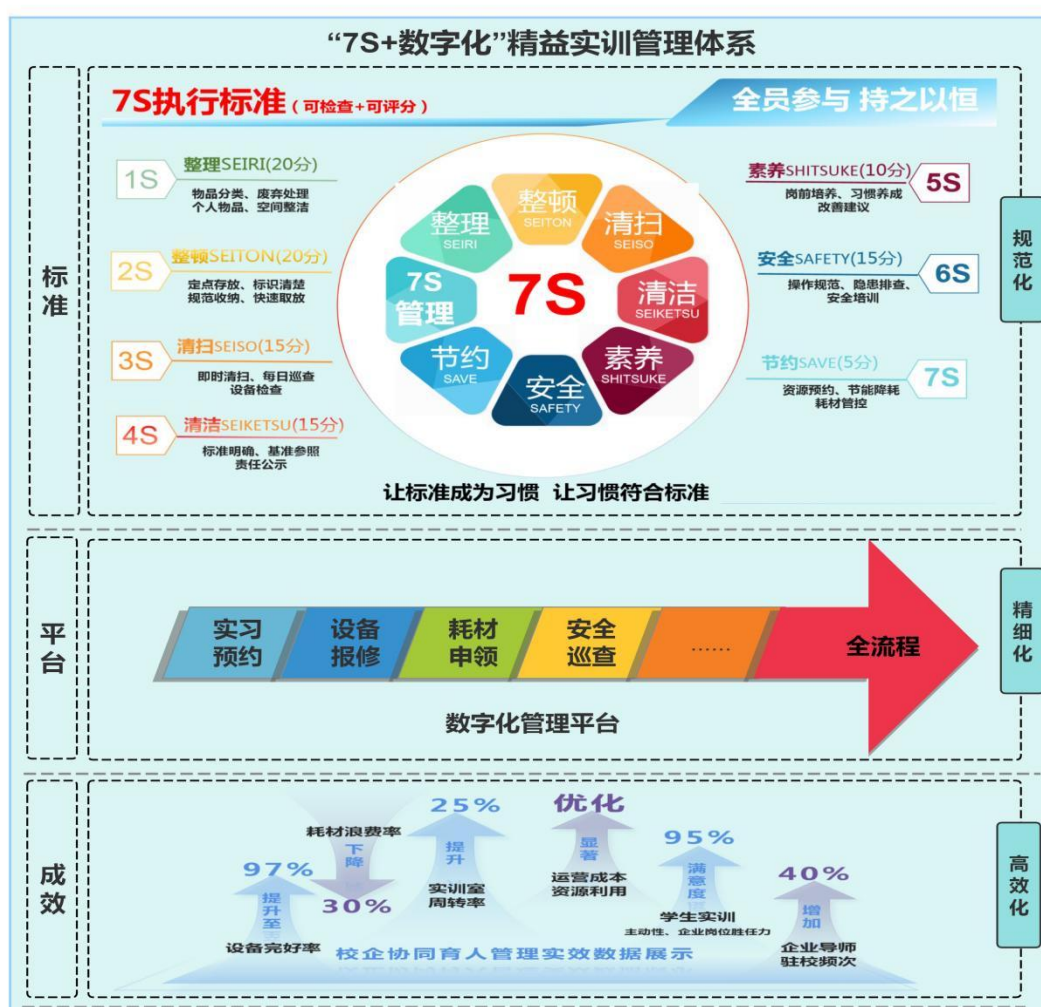 “7S+数字化”精益实训管理体系
标准
7S执行标准（可检查+可评分）
全员参与 持之以恒
1S
整理SEIRI(20分)
物品分类、废弃处理
个人物品、空间整洁
2S
整顿SEITON(20分)
定点存放、标识清楚
规范收纳、快速取放
3S
清扫SEISO(15分)
即时清扫、每日巡查
设备检查
4S
清洁SEIKETSU(15分)
标准明确、基准参照
责任公示
整理
SEIRI
整顿
SEITON
清扫
SEISO
7S
管理
7S
清洁
SEIKETSU
节约
SAVE
安全
SAFETY
素养
SHITSUKE
素养SHITSUKE(10分)
5S
岗前培养、习惯养成
改善建议
安全SAFETY(15分)
6S
操作规范、隐患排查、
安全培训
节约SAVE(5分)
7S
资源预约、节能降耗
耗材管控
让标准成为习惯 让习惯符合标准
规范化
平台
实习
预约
设备
报修
耗材
申领
安全
巡查
……
全流程
数字化管理平台
精细化
成效
97%
提升至
设备完好率
耗材浪费率
下降
30%
25%
提升
实训室
周转率
优化
显著
运营成本
资源利用
95%
满意度
学生实训
主动性、企业岗位胜任力
40%
增加
企业导师
驻校频次
校企协同育人管理实效数据展示
高效化